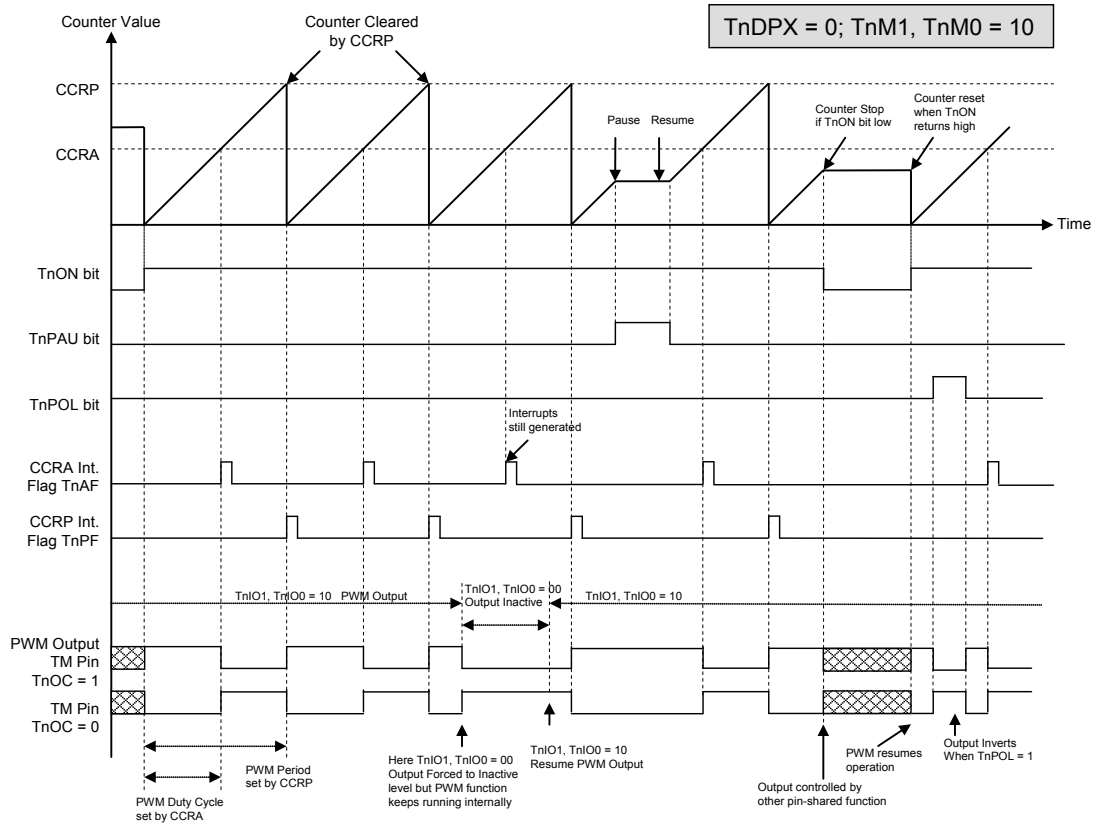 TnDPX = 0; TnM1, TnM0 = 10
Counter Value
Counter Cleared
by CCRP
CCRP
CCRA
Pause
Resume
Counter Stop
if TnON bit low
Counter reset
when TnON
returns high
Time
TnON bit
TnPAU bit
TnPOL bit
Interrupts
still generated
CCRA Int.
Flag TnAF
CCRP Int.
Flag TnPF
TnIO1, TnIO0 = 10 PWM Output
TnIO1, TnIO0 = 00
Output Inactive
TnIO1, TnIO0 = 10
PWM Output
TM Pin
TnOC = 1
TM Pin
TnOC = 0
PWM Duty Cycle
set by CCRA
PWM Period
set by CCRP
Here TnIO1, TnIO0 = 00
Output Forced to Inactive
level but PWM function
keeps running internally
TnIO1, TnIO0 = 10
Resume PWM Output
Output controlled by
other pin-shared function
PWM resumes
operation
Output Inverts
When TnPOL = 1